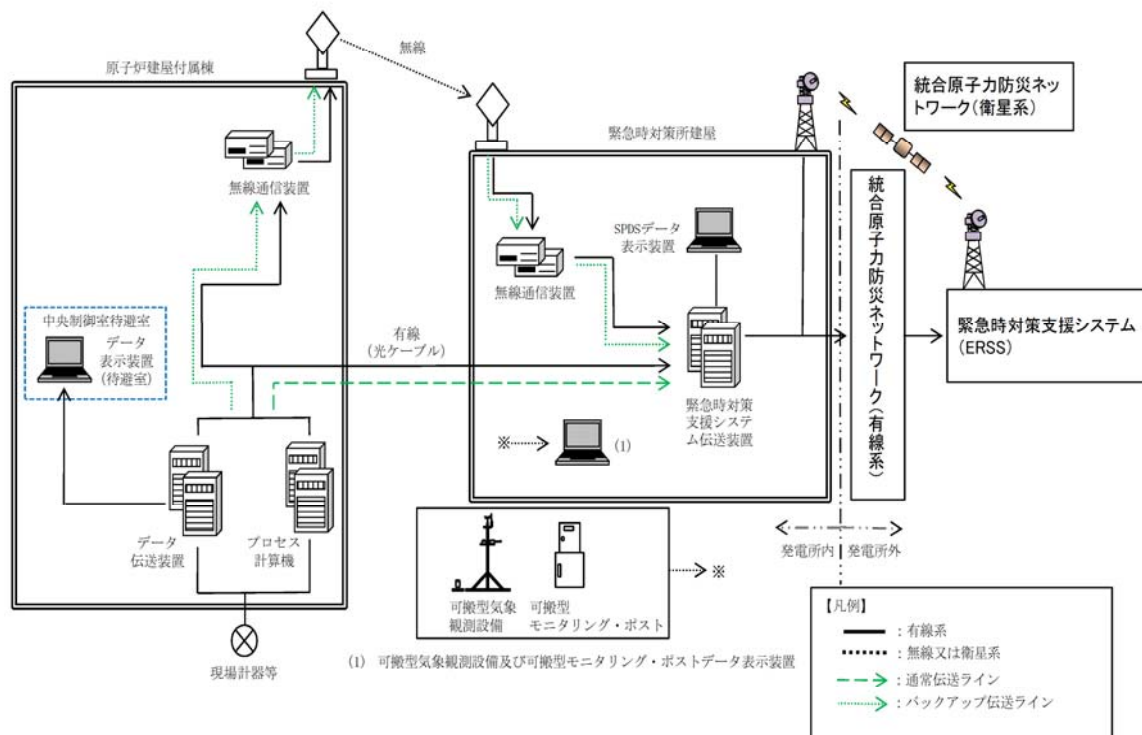 原子炉建屋付属棟
無線
無線通信装置
中央制御室待避室
データ
表示装置
(待避室)
データ
伝送装置
プロセス
計算機
現場計器等
有線
(光ケーブル)
緊急時対策所建屋
無線通信装置
SPDSデータ
表示装置
緊急時対策
支援システ
ム伝送装置
※
(1)
可搬型気象
観測設備
可搬型
モニタリング・ポスト
※
(1) 可搬型気象観測設備及び可搬型モニタリング・ポストデータ表示装置
統合原子力防災ネッ
トワーク(衛星系)
統合原子力防災ネットワーク(有線系)
緊急時対策支援システム
(ERSS)
発電所内
発電所外
【凡例】
:有線系
:無線又は衛星系
:通常伝送ライン
:バックアップ伝送ライン